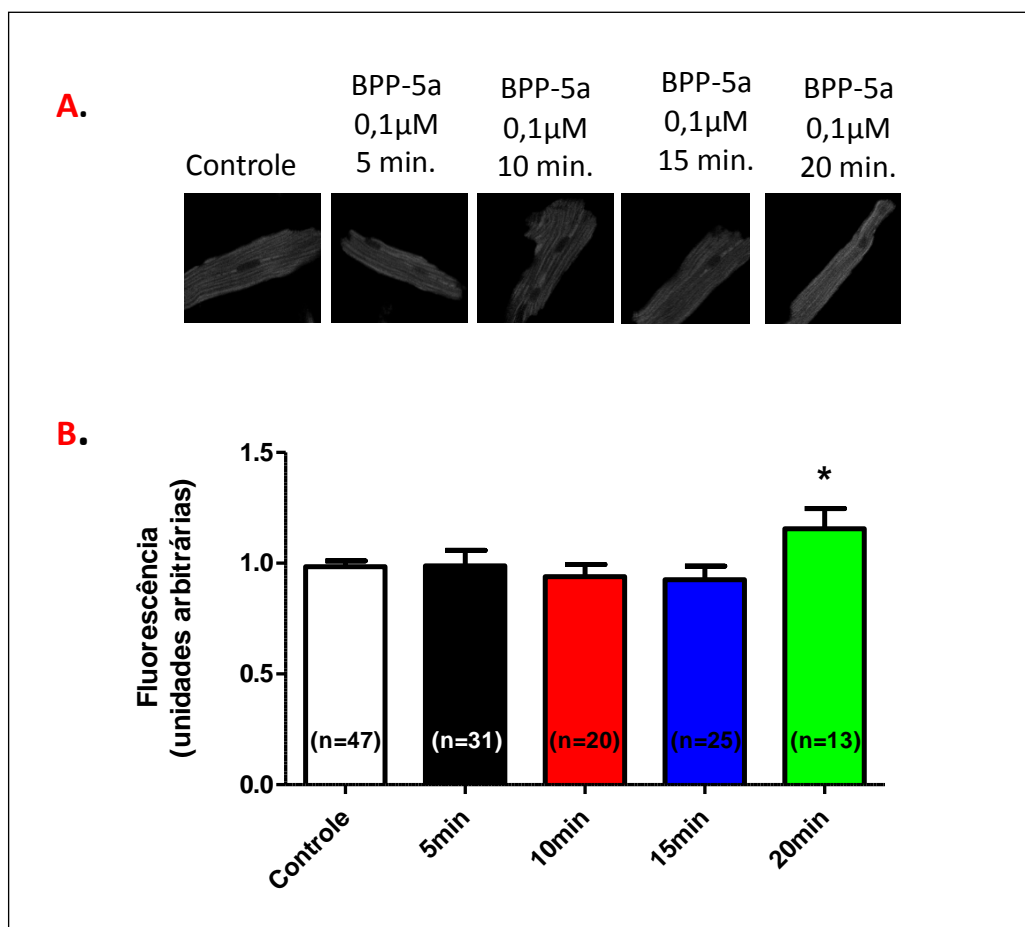 A.
Controle
BPP-5a
0,1µM
5 min.
BPP-5a
0,1µM
10 min.
BPP-5a
0,1µM
15 min.
BPP-5a
0,1µM
20 min.
B.
Fluorescência
(unidades arbitrárias)
1.5
1.0
0.5
0.0
*
(n=47)
(n=31)
(n=20)
(n=25)
(n=13)
Controle
5min
10min
15min
20min